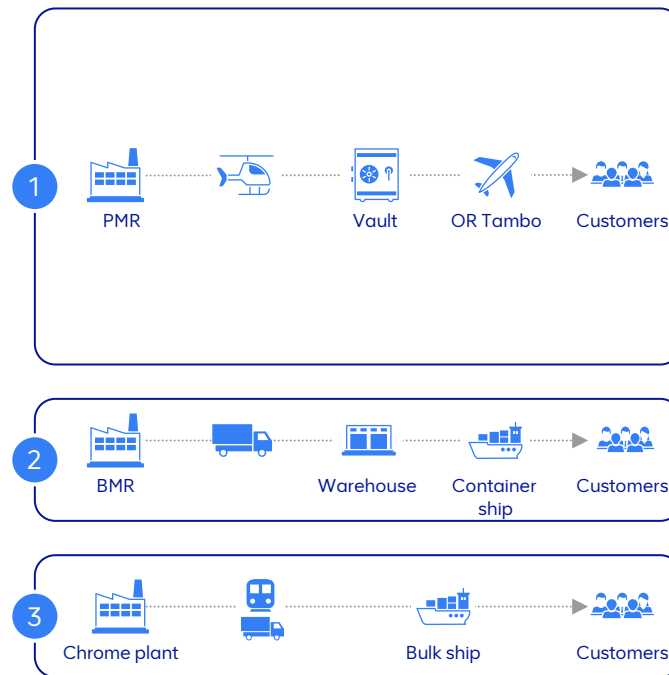 1
PMR
Vault
OR Tambo
Customers
2
BMR
Warehouse
Container
ship
Customers
3
Chrome plant
Bulk ship
Customers